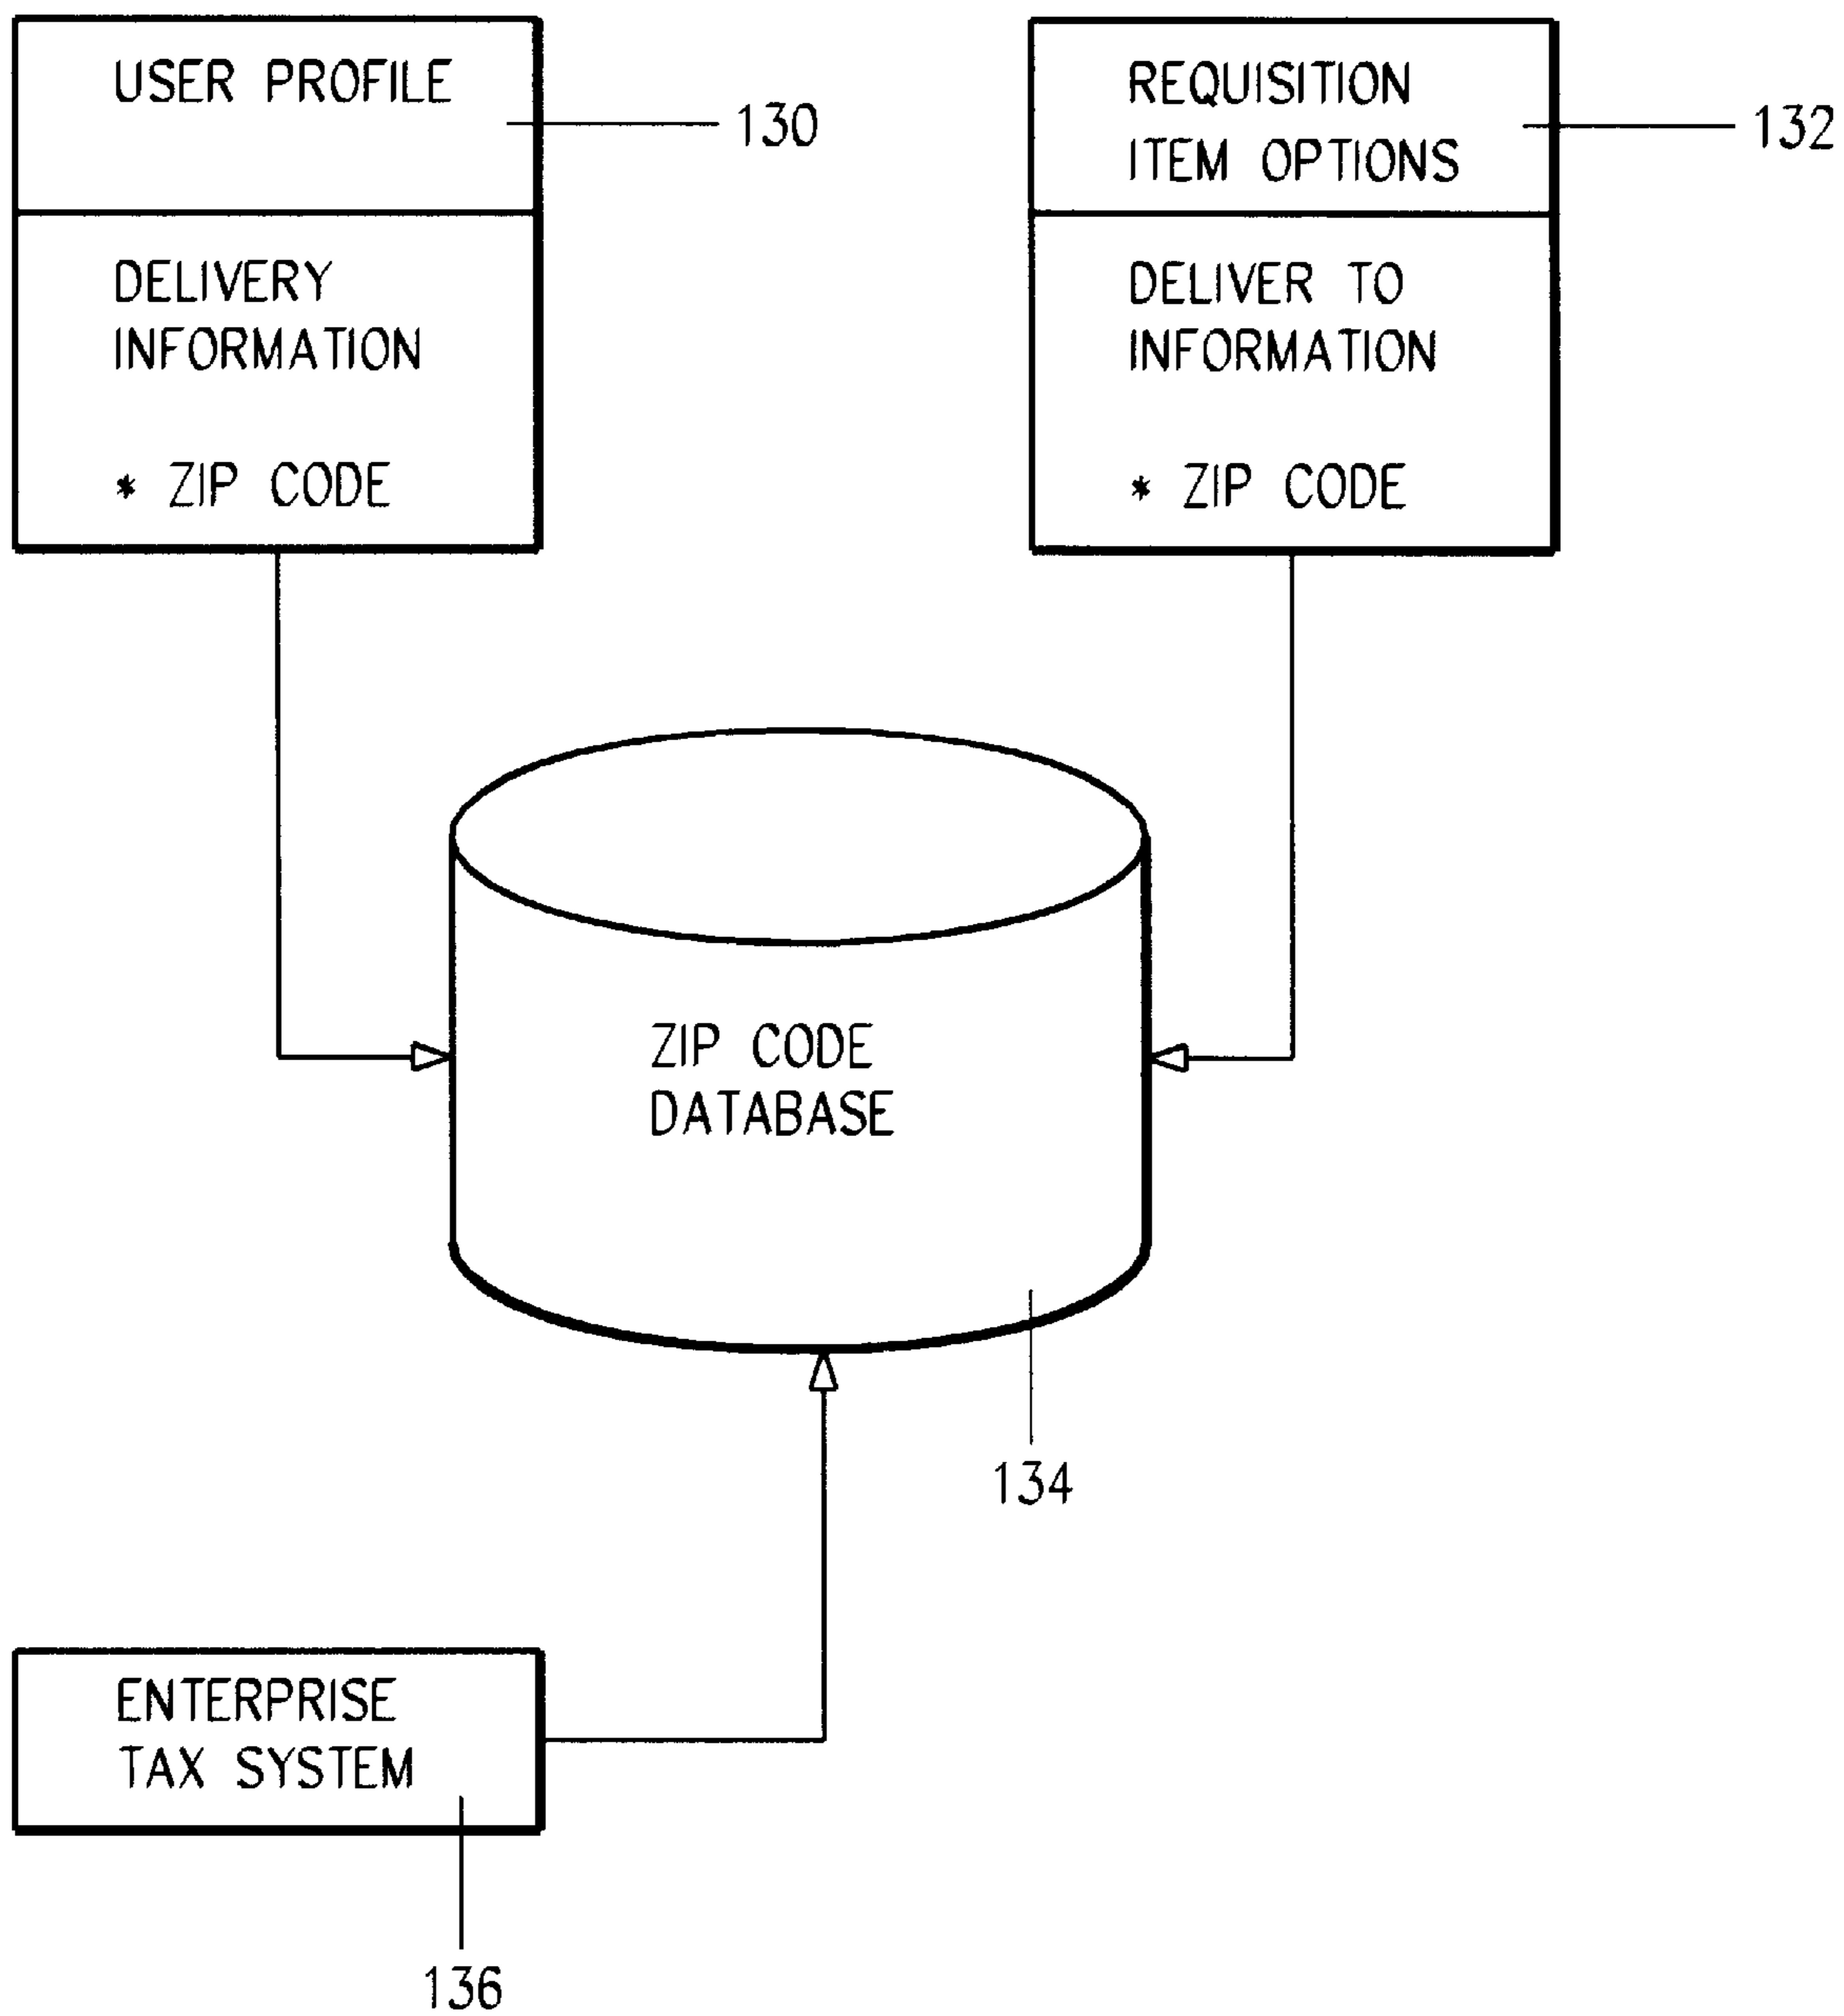 USER PROFILE
130
DELIVERY
INFORMATION
* ZIP CODE
REQUISITION
ITEM OPTIONS
132
DELIVER TO
INFORMATION
* ZIP CODE
ZIP CODE
DATABASE
134
ENTERPRISE
TAX SYSTEM
136